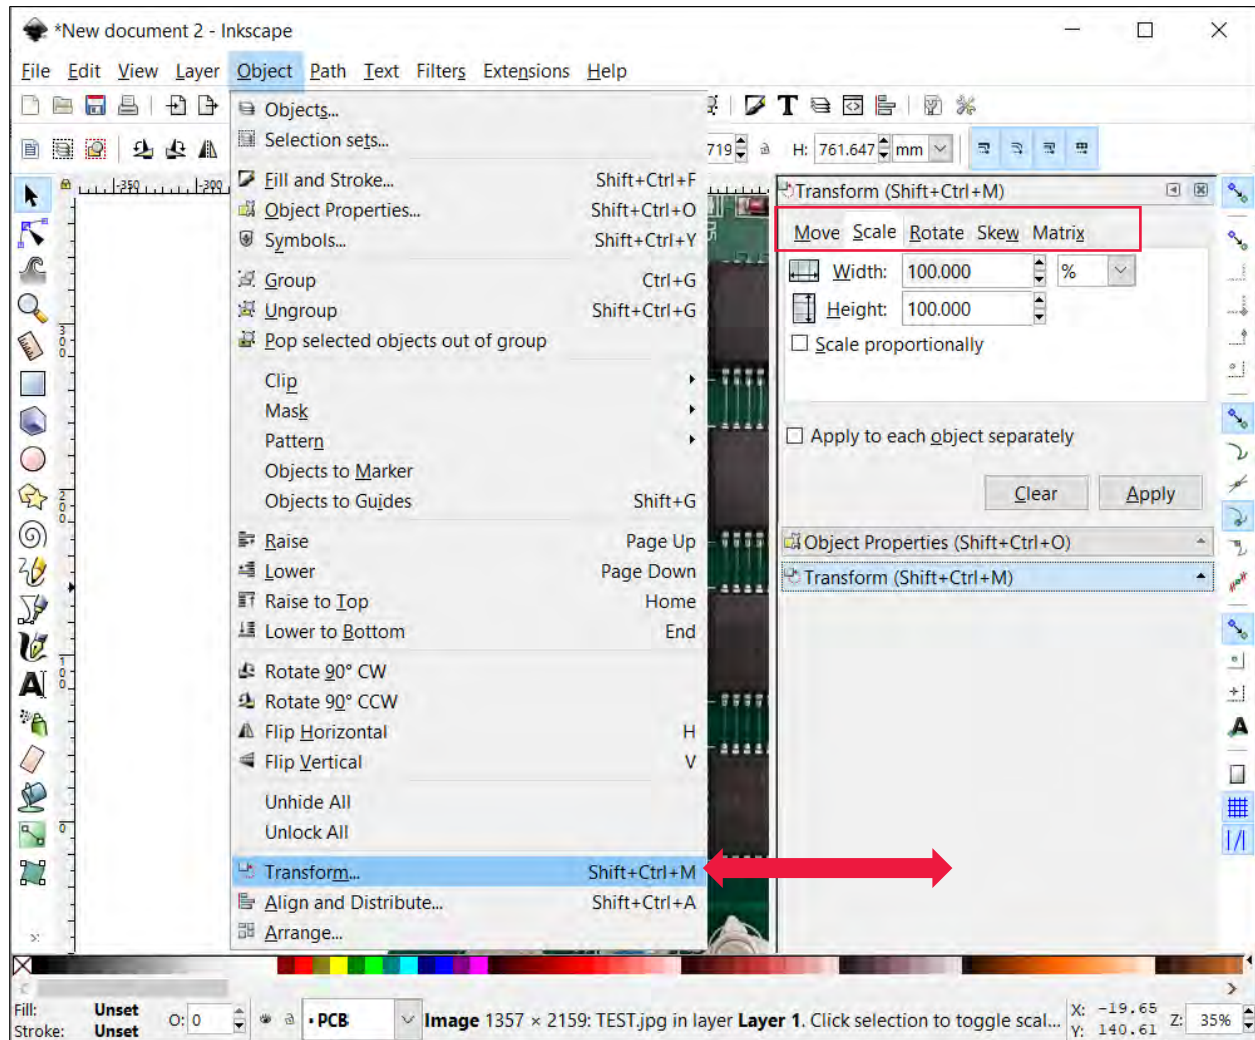 *New document 2 - Inkscape
File Edit View Layer Object Path Text Filters Extensions Help
719 H: 761.647 mm
-350 -300
Objects...
Selection sets...
Fill and Stroke... Shift+Ctrl+F
Object Properties... Shift+Ctrl+O
Symbols... Shift+Ctrl+Y
Group Ctrl+G
Ungroup Shift+Ctrl+G
Pop selected objects out of group
Clip
Mask
Pattern
Objects to Marker
Objects to Guides Shift+G
Raise Page Up
Lower Page Down
Raise to Top Home
Lower to Bottom End
Rotate 90° CW
Rotate 90° CCW
Flip Horizontal H
Flip Vertical V
Unhide All
Unlock All
Transform... Shift+Ctrl+M
Align and Distribute... Shift+Ctrl+A
Arrange...
Transform (Shift+Ctrl+M)
Move Scale Rotate Skew Matrix
Width: 100.000 %
Height: 100.000
Scale proportionally
Apply to each object separately
Clear Apply
Object Properties (Shift+Ctrl+O)
Transform (Shift+Ctrl+M)
300
200
100
0
Fill: Unset
Stroke: Unset
O: 0
PCB
Image 1357 × 2159: TEST.jpg in layer Layer 1. Click selection to toggle scal...
X: -19.65
Y: 140.61
Z: 35%